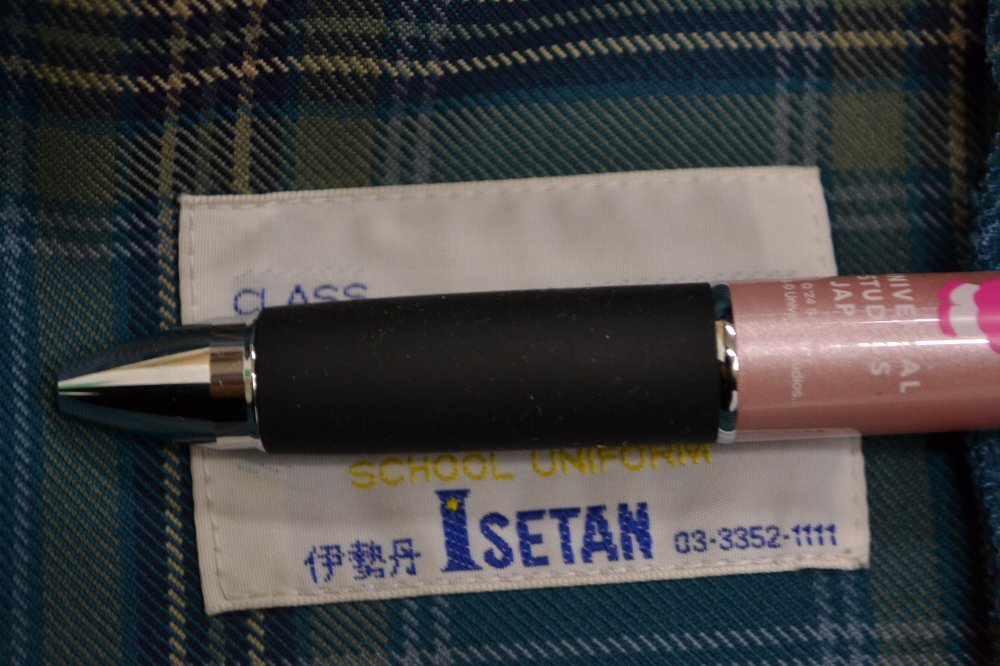 CLASS
SCHOOL UNIFORM
伊勢丹 ISETAN 03-3352-1111
UNIVERSAL
STUDIOS
JAPAN